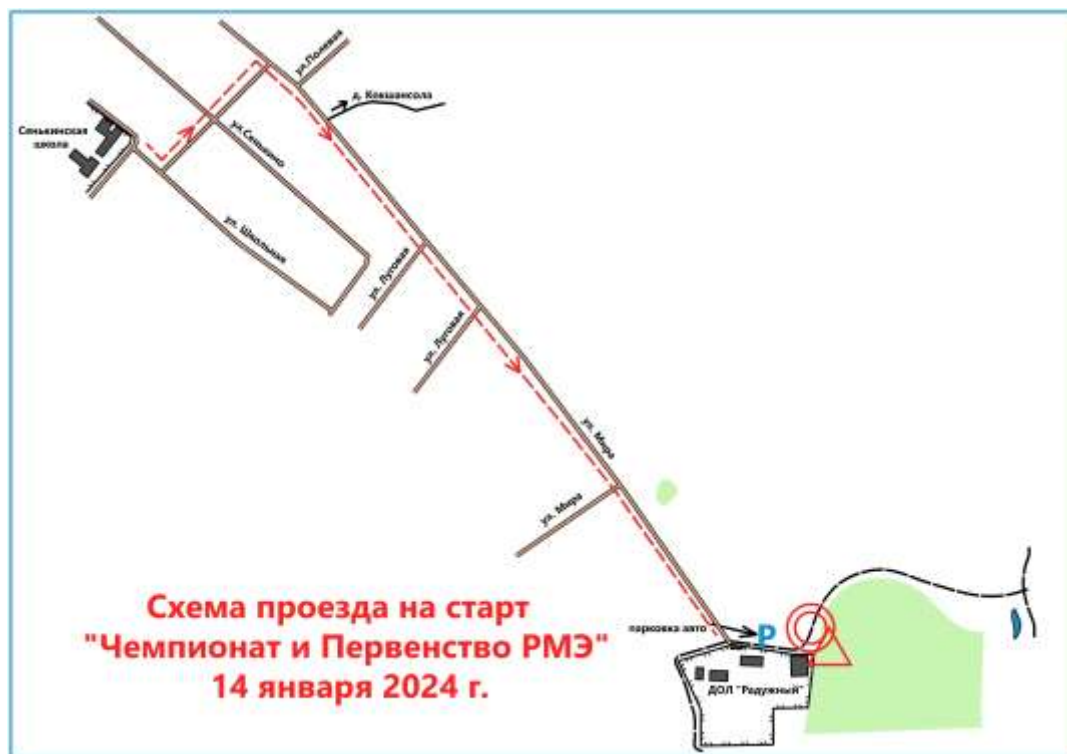 ул.Полевая
д. Кевшансола
Сенькинская
школа
ул.Сенькино
ул. Школьная
ул. Луговая
ул. Луговая
ул. Мира
ул. Мира
Схема проезда на старт
"Чемпионат и Первенство РМЭ"
14 января 2024 г.
парковка авто
P
ДОЛ "Радужный"